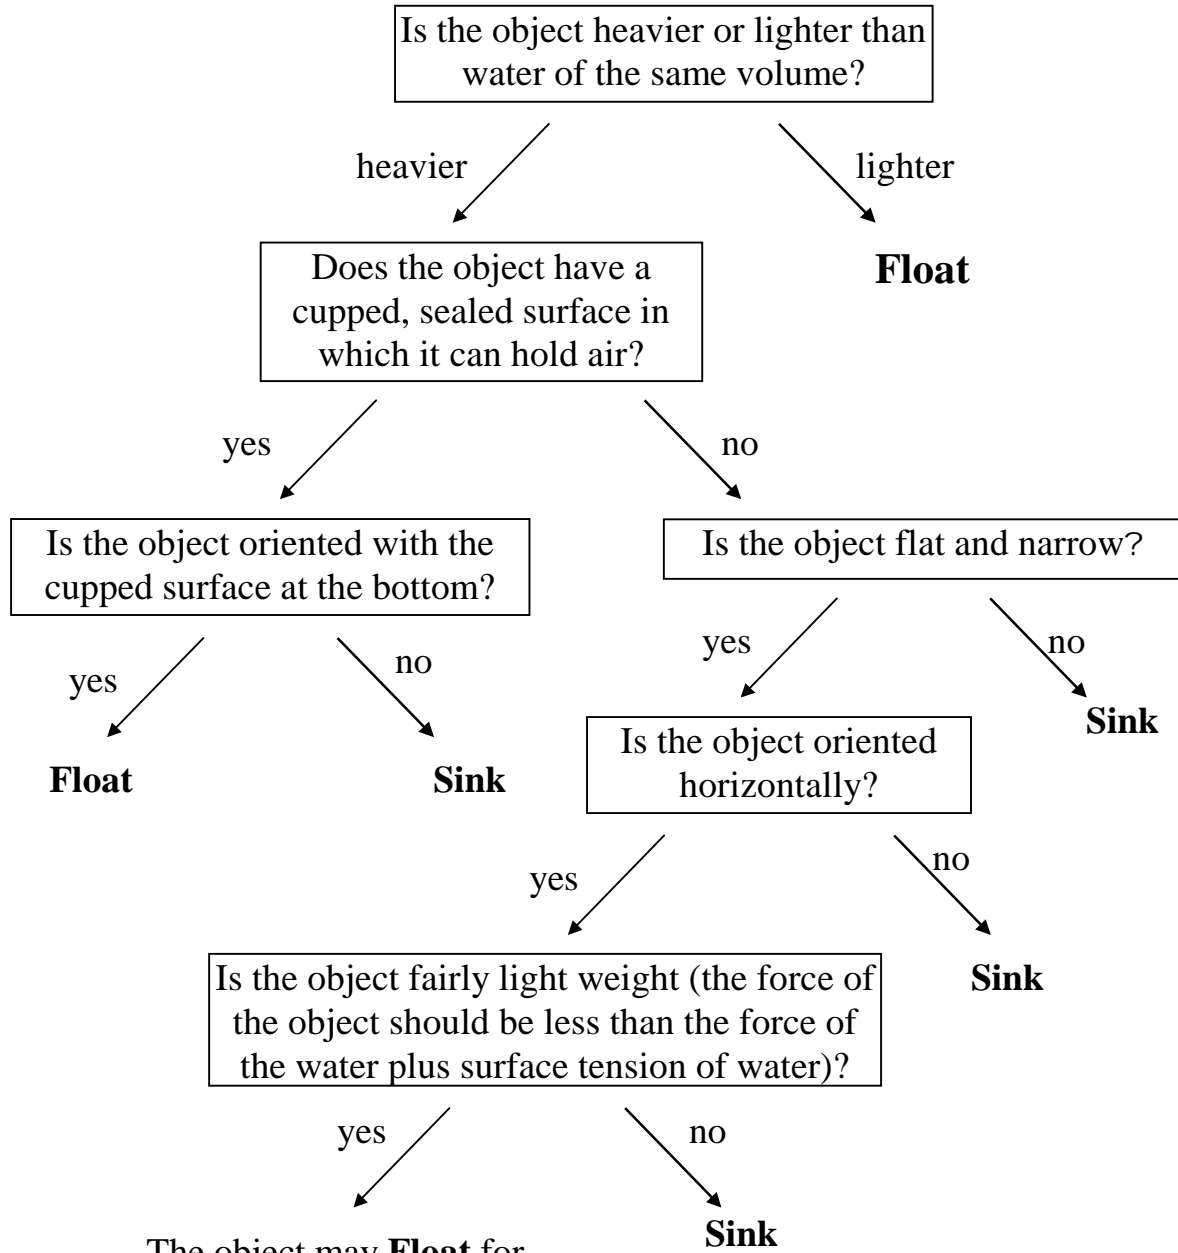 Is the object heavier or lighter than
water of the same volume?
heavier
lighter
Does the object have a
cupped, sealed surface in
which it can hold air?
Float
yes
no
Is the object oriented with the
cupped surface at the bottom?
Is the object flat and narrow?
yes
no
yes
no
Float
Sink
Is the object oriented
horizontally?
Sink
yes
no
Is the object fairly light weight (the force of
the object should be less than the force of
the water plus surface tension of water)?
Sink
yes
no
The object may Float for
Sink